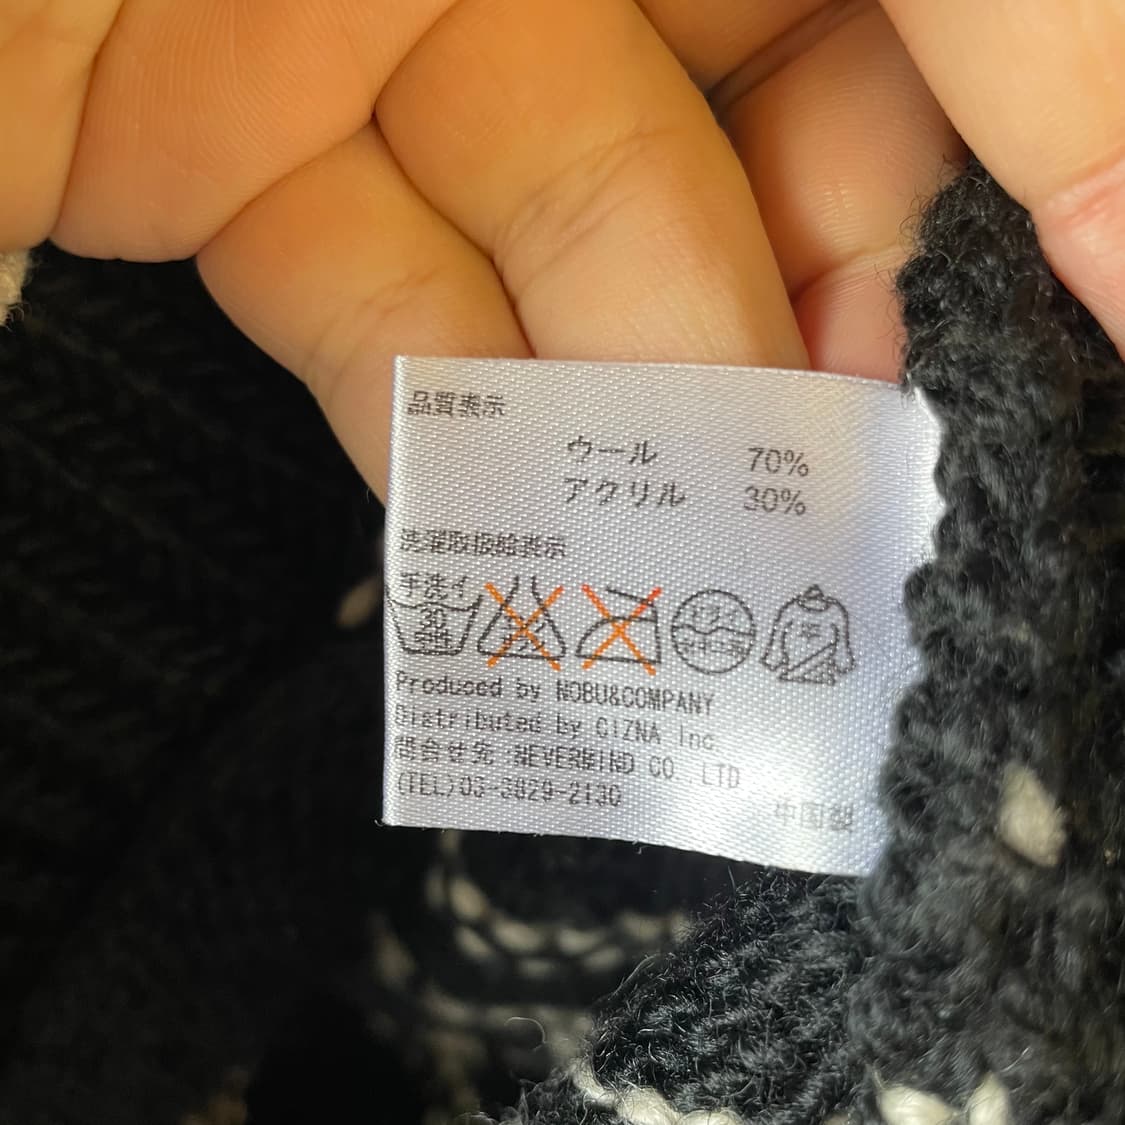 品質表示
ウール 70%
アクリル 30%
洗濯取扱絵表示
手洗イ
30
Produced by NOBU&COMPANY
Distributed by CIZNA Inc.
問合せ先:NEVERMIND CO.,LTD
(TEL)03-3829-2130
中国製